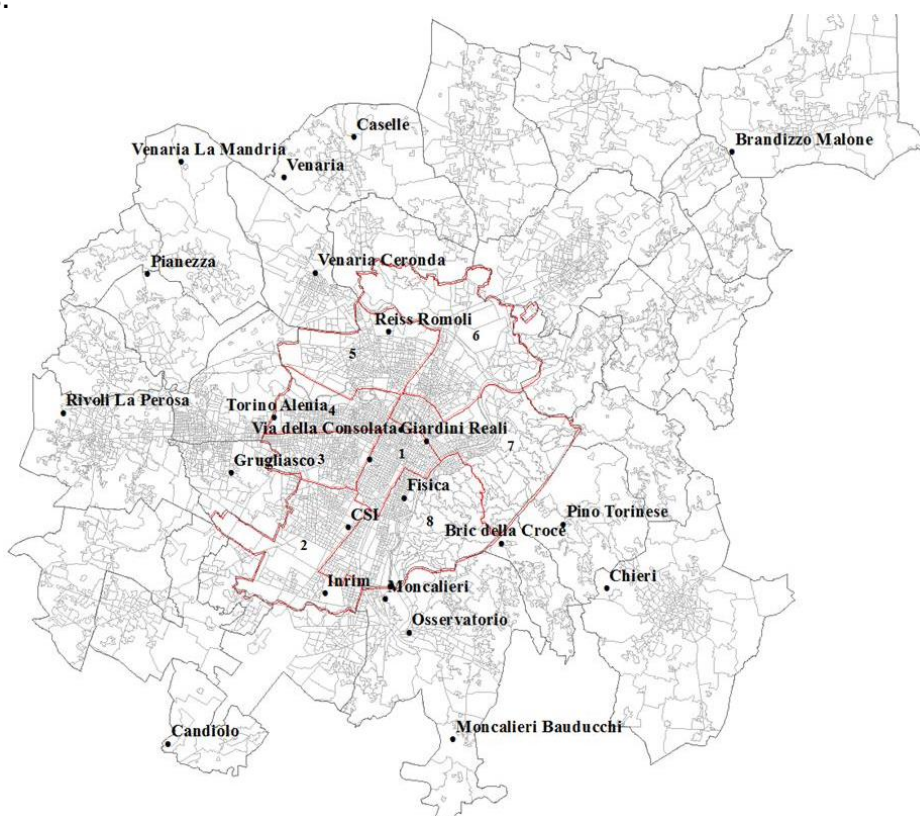 Caselle
Brandizzo Malone
Venaria La Mandria
Venaria
Pianezza
Venaria Ceronda
Reiss Romoli
6
5
Rivoli La Perosa
Torino Alenia
4
Via della Consolata
Giardini Reali
7
1
3
Grugliasco
Fisica
CSI
8
Pino Torinese
2
Bric della Croce
Inrim
Moncalieri
Chieri
Osservatorio
Candiolo
Moncalieri Bauducchi